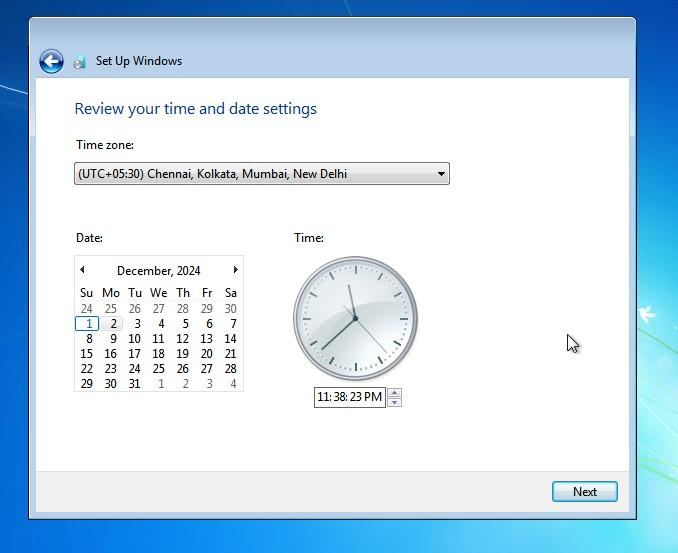 Set Up Windows
Review your time and date settings
Time zone:
(UTC+05:30) Chennai, Kolkata, Mumbai, New Delhi
Date:
Time:
December, 2024
Su Mo Tu We Th Fr Sa
24 25 26 27 28 29 30
1 2 3 4 5 6 7
8 9 10 11 12 13 14
15 16 17 18 19 20 21
22 23 24 25 26 27 28
29 30 31 1 2 3 4
11:38:23 PM
Next